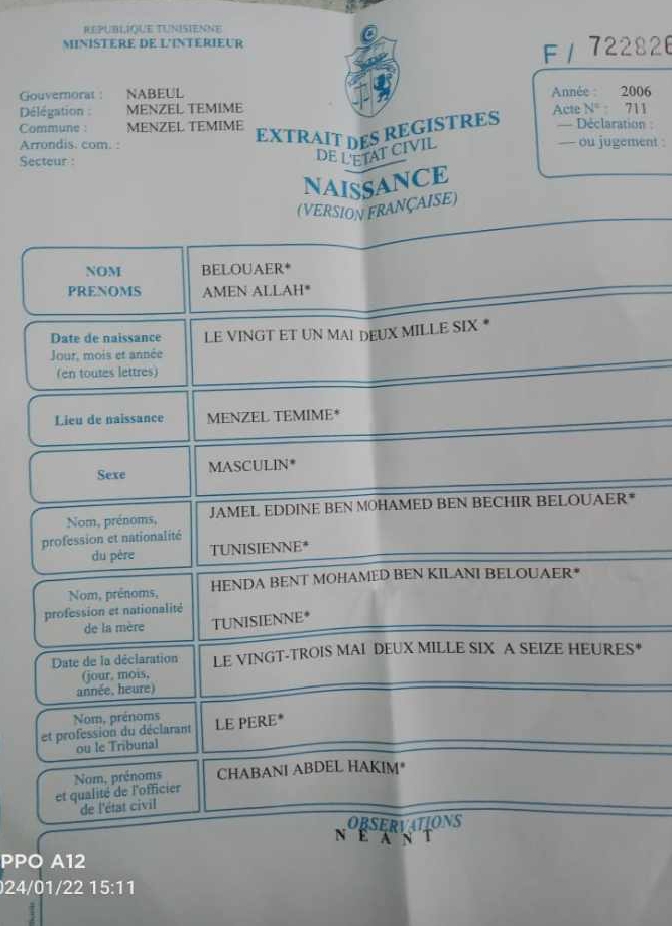 REPUBLIQUE TUNISIENNE
MINISTERE DE L'INTERIEUR
F / 722826
Gouvernorat : NABEUL
Délégation : MENZEL TEMIME
Commune : MENZEL TEMIME
Arrondis. com. :
Secteur :
Année : 2006
Acte N° : 711
— Déclaration :
— ou jugement :
EXTRAIT DES REGISTRES
DE L'ETAT CIVIL
NAISSANCE
(VERSION FRANÇAISE)
NOM
PRENOMS
BELOUAER*
AMEN ALLAH*
Date de naissance
Jour, mois et année
(en toutes lettres)
LE VINGT ET UN MAI DEUX MILLE SIX *
Lieu de naissance
MENZEL TEMIME*
Sexe
MASCULIN*
Nom, prénoms,
profession et nationalité
du père
JAMEL EDDINE BEN MOHAMED BEN BECHIR BELOUAER*
TUNISIENNE*
Nom, prénoms,
profession et nationalité
de la mère
HENDA BENT MOHAMED BEN KILANI BELOUAER*
TUNISIENNE*
Date de la déclaration
(jour, mois,
année, heure)
LE VINGT-TROIS MAI DEUX MILLE SIX A SEIZE HEURES*
Nom, prénoms
et profession du déclarant
ou le Tribunal
LE PERE*
Nom, prénoms
et qualité de l'officier
de l'état civil
CHABANI ABDEL HAKIM*
OBSERVATIONS
N E A N T
PPO A12
024/01/22 15:11